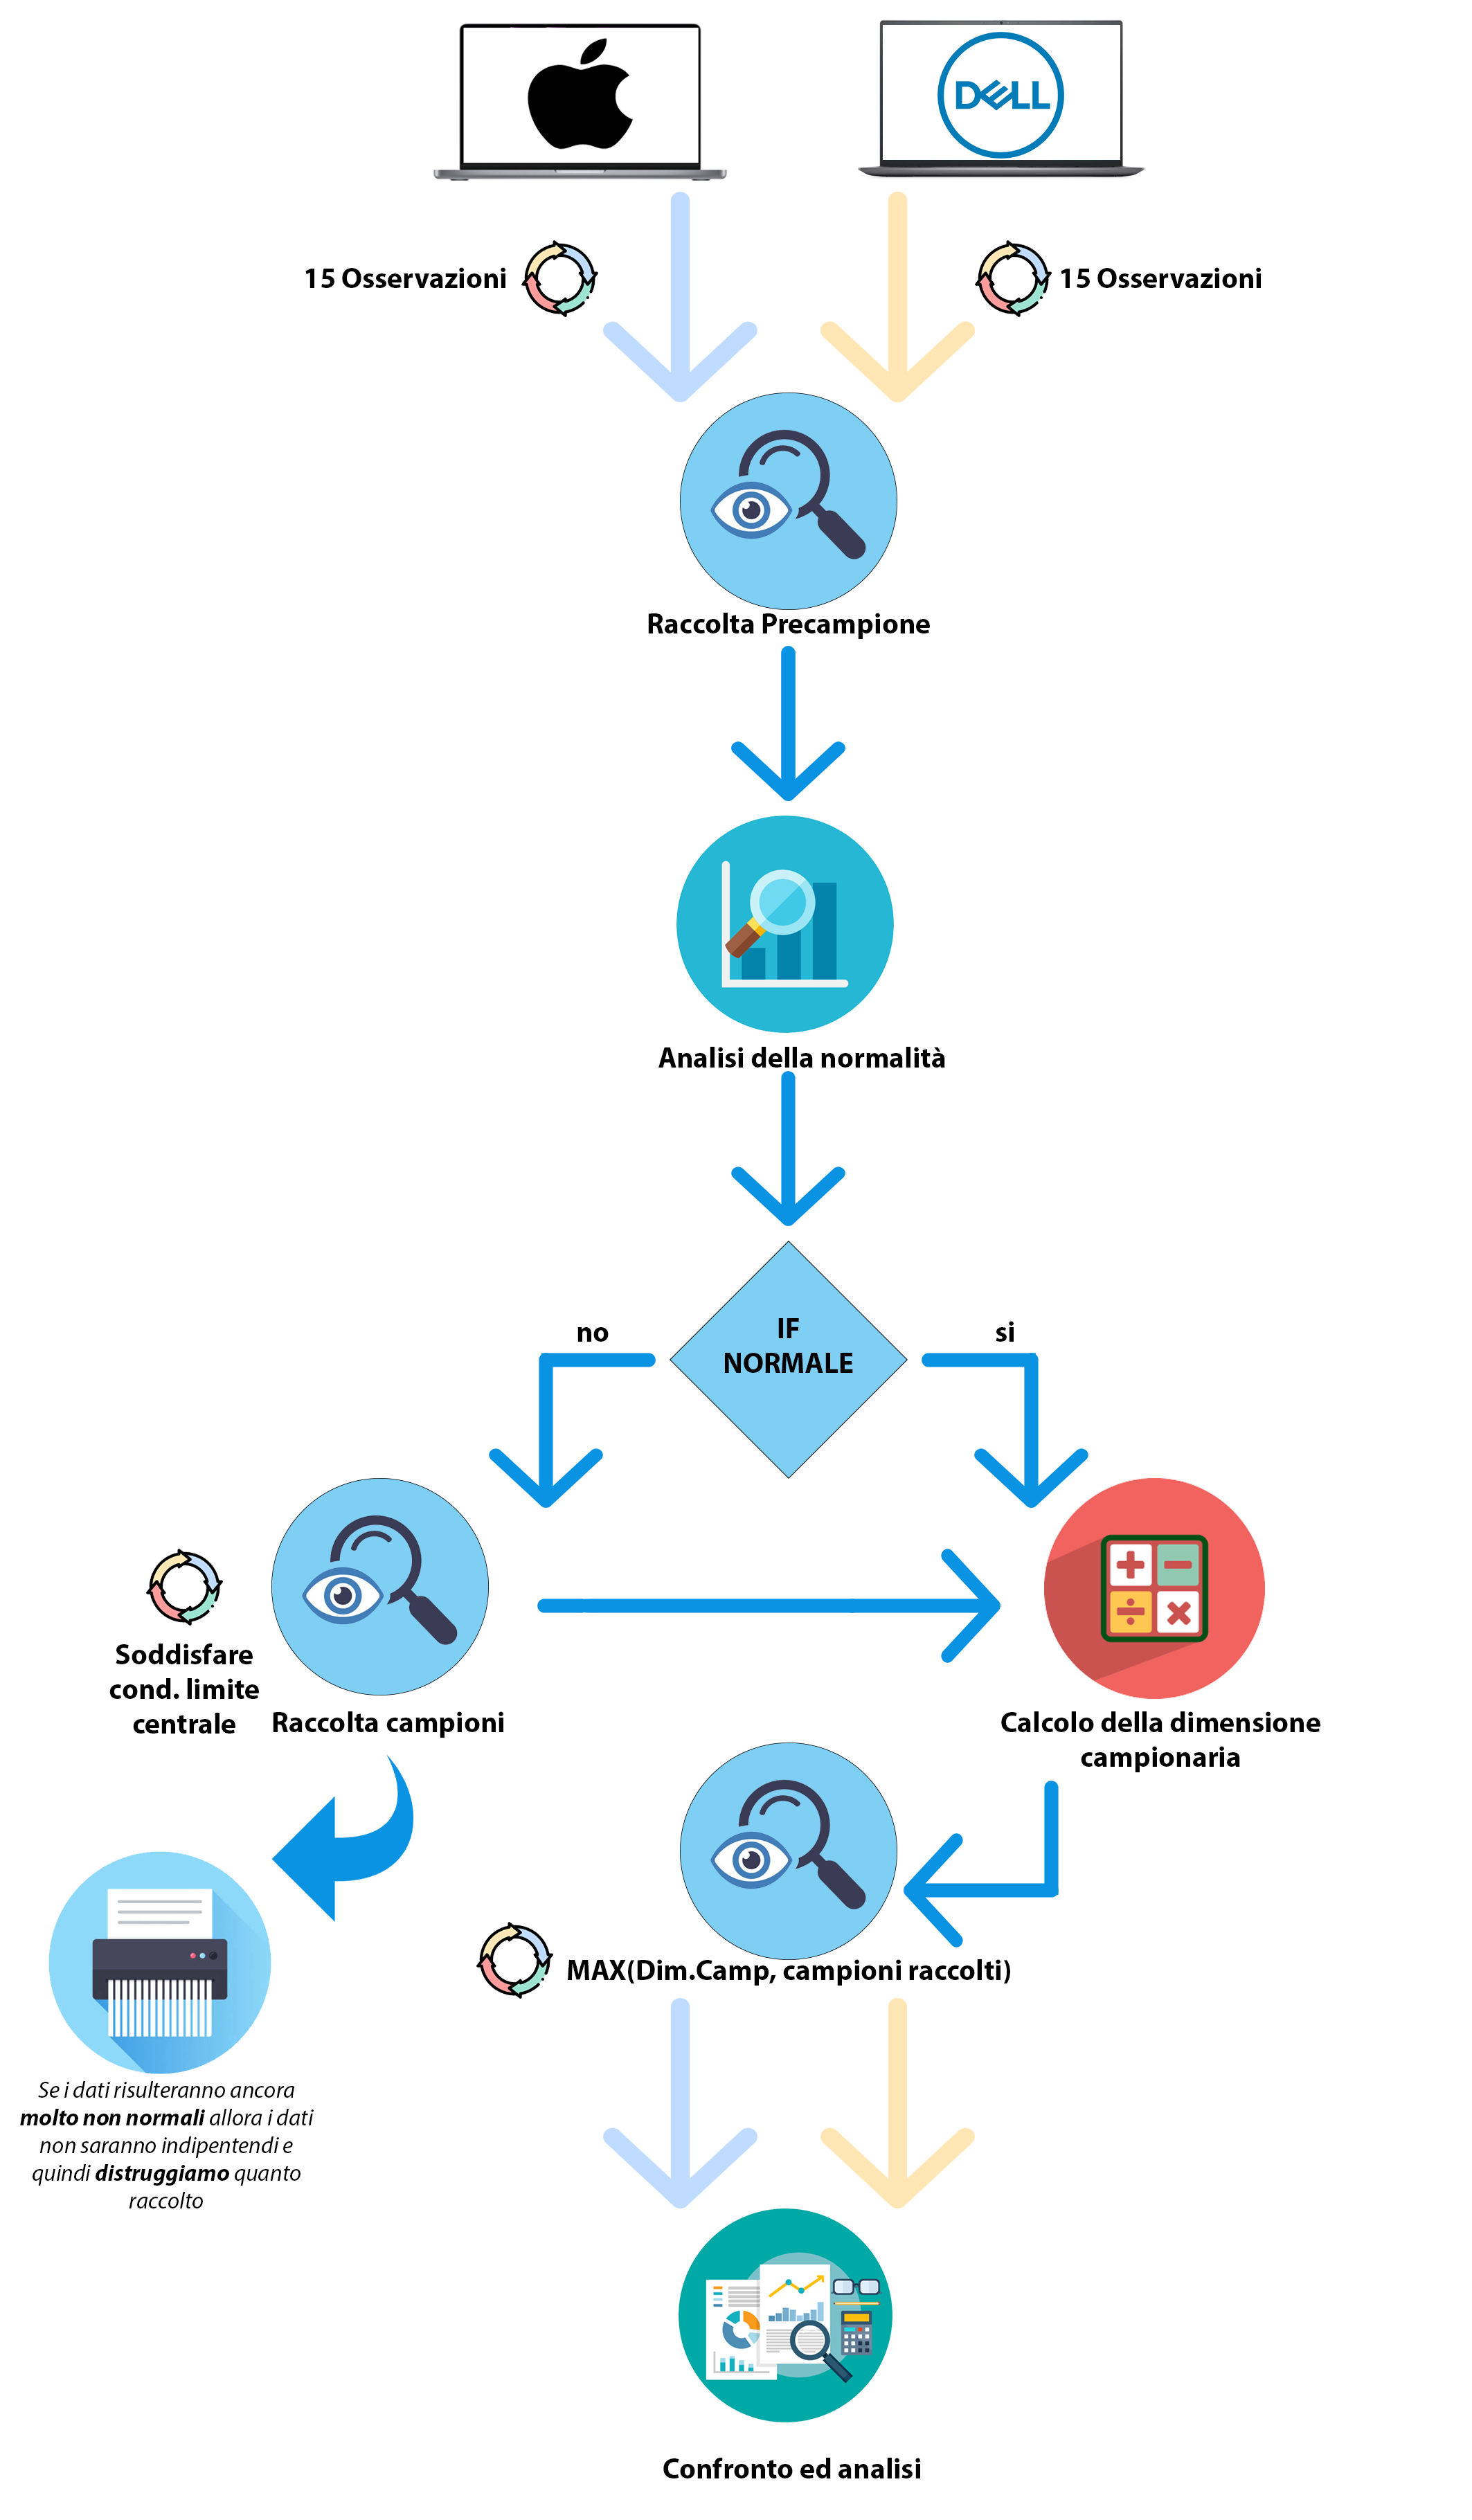 DELL
15 Osservazioni
15 Osservazioni
Raccolta Precampione
Analisi della normalità
IF
NORMALE
no
si
Soddisfare
cond. limite
centrale
Raccolta campioni
Calcolo della dimensione
campionaria
MAX(Dim.Camp, campioni raccolti)
Se i dati risulteranno ancora
molto non normali allora i dati
non saranno indipentendi e
quindi distruggiamo quanto
raccolto
Confronto ed analisi